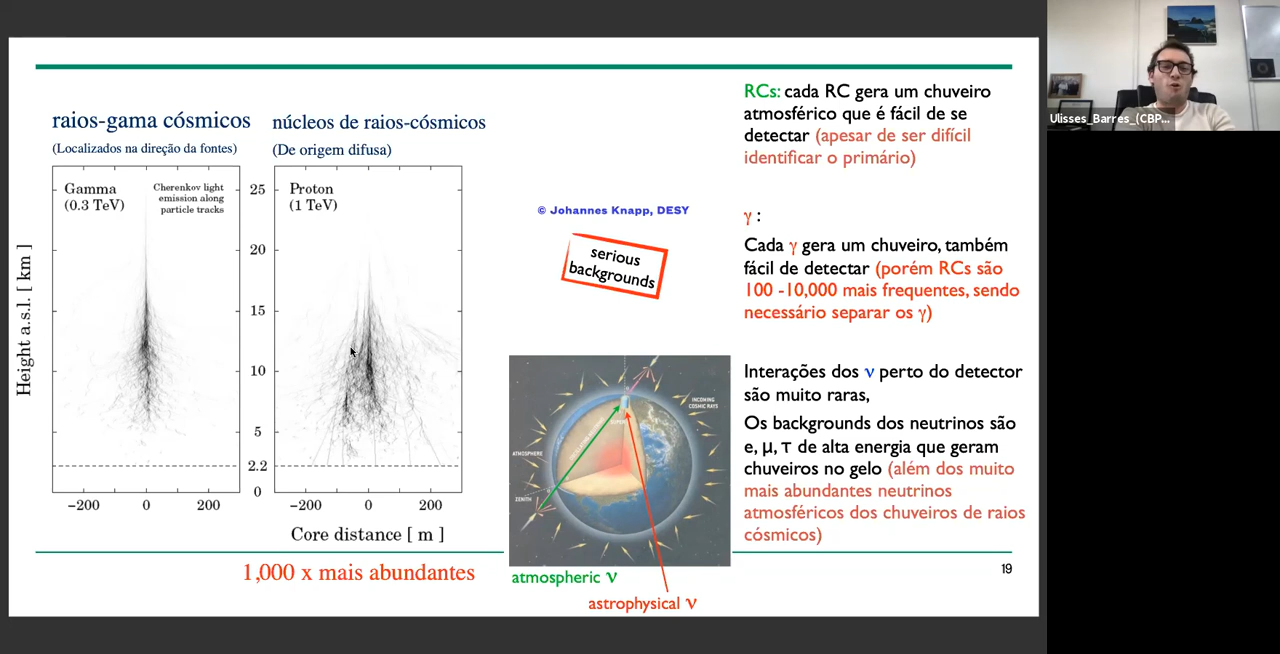 raios-gama cósmicos
(Localizados na direção da fontes)
núcleos de raios-cósmicos
(De origem difusa)
Gamma
(0.3 TeV)
Cherenkov light
emission along
particle tracks
Proton
(1 TeV)
Height a.s.l. [ km ]
25
20
15
10
5
2.2
0
−200
0
200
−200
0
200
Core distance [ m ]
1,000 x mais abundantes
© Johannes Knapp, DESY
serious
backgrounds
INCOMING
COSMIC RAYS
ATMOSPHERE
ZENITH
atmospheric ν
astrophysical ν
RCs: cada RC gera um chuveiro
atmosférico que é fácil de se
detectar (apesar de ser difícil
identificar o primário)
γ :
Cada γ gera um chuveiro, também
fácil de detectar (porém RCs são
100 -10,000 mais frequentes, sendo
necessário separar os γ)
Interações dos ν perto do detector
são muito raras,
Os backgrounds dos neutrinos são
e, μ, τ de alta energia que geram
chuveiros no gelo (além dos muito
mais abundantes neutrinos
atmosféricos dos chuveiros de raios
cósmicos)
19
Ulisses_Barres_(CBP...